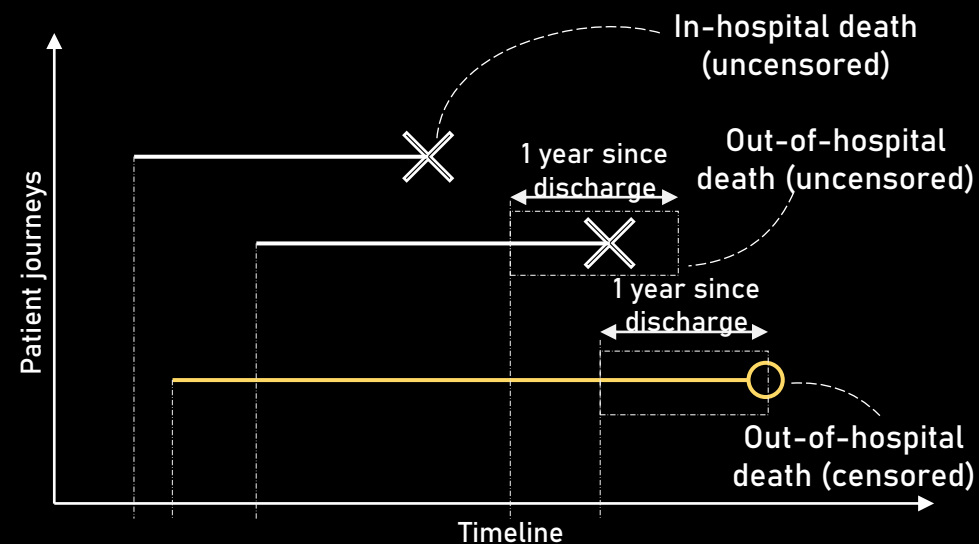 In-hospital death
(uncensored)
Out-of-hospital
death (uncensored)
1 year since
discharge
1 year since
discharge
Out-of-hospital
death (censored)
Patient journeys
Timeline